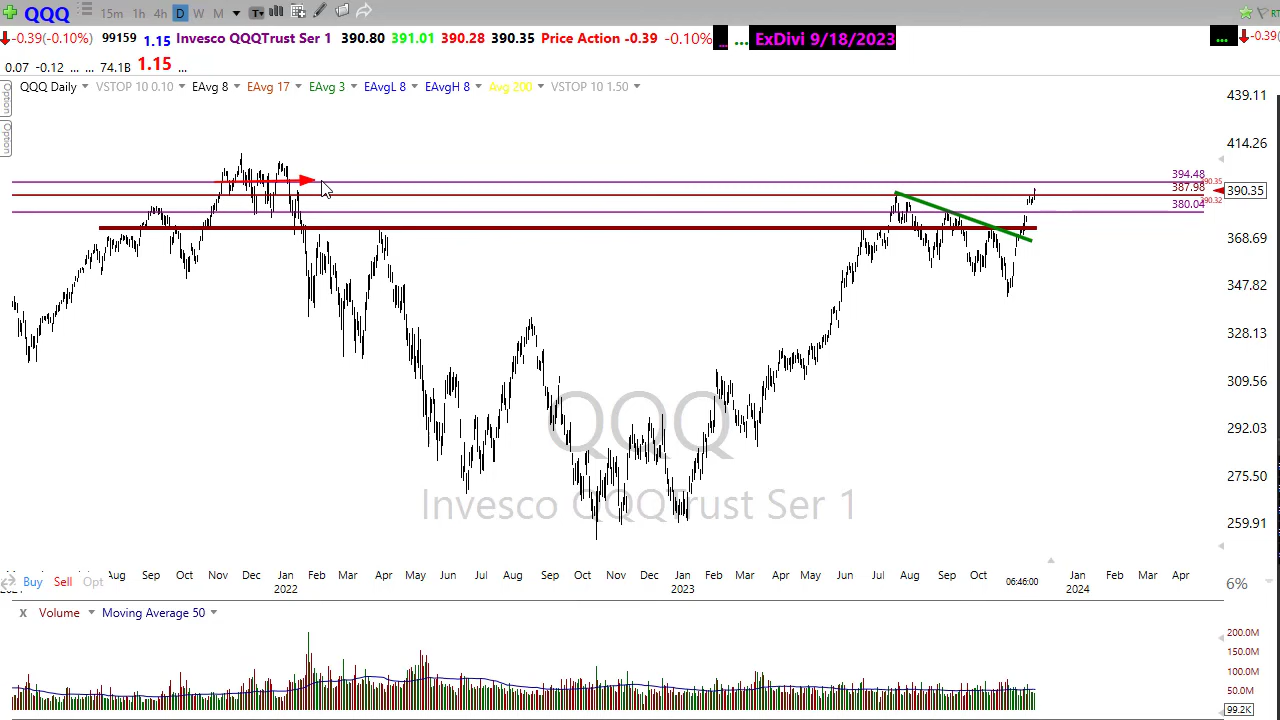 QQQ 15m 1h 4h D W M T RT
-0.39(-0.10%) 99159 1.15 Invesco QQQTrust Ser 1 390.80 391.01 390.28 390.35 Price Action -0.39 -0.10% ... ... ExDivi 9/18/2023 ... -0.39(
0.07 -0.12 ... ... 74.1B 1.15 ...
Option
Option
QQQ Daily VSTOP 10 0.10 EAvg 8 EAvg 17 EAvg 3 EAvgL 8 EAvgH 8 Avg 200 VSTOP 10 1.50
439.11
414.26
394.48
387.98
390.35
380.04
390.32
368.69
347.82
328.13
309.56
292.03
275.50
259.91
QQQ
Invesco QQQTrust Ser 1
Aug Sep Oct Nov Dec Jan Feb Mar Apr May Jun Jul Aug Sep Oct Nov Dec Jan Feb Mar Apr May Jun Jul Aug Sep Oct 06:46:00 Jan Feb Mar Apr
2022 2023 2024
Buy Sell Opt
6%
X Volume Moving Average 50
200.0M
150.0M
100.0M
50.0M
99.2K